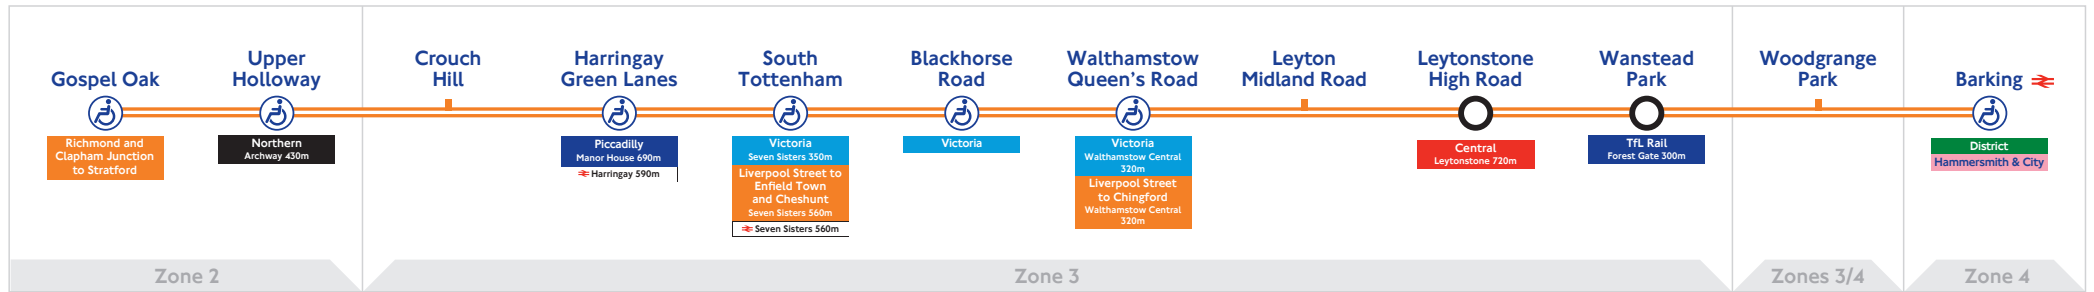 Gospel Oak
Richmond and
Clapham Junction
to Stratford
Upper
Holloway
Northern
Archway 430m
Crouch
Hill
Harringay
Green Lanes
Piccadilly
Manor House 690m
Harringay 590m
South
Tottenham
Victoria
Seven Sisters 350m
Liverpool Street to
Enfield Town
and Cheshunt
Seven Sisters 560m
Seven Sisters 560m
Blackhorse
Road
Victoria
Walthamstow
Queen's Road
Victoria
Walthamstow Central
320m
Liverpool Street
to Chingford
Walthamstow Central
320m
Leyton
Midland Road
Leytonstone
High Road
Central
Leytonstone 720m
Wanstead
Park
TfL Rail
Forest Gate 300m
Woodgrange
Park
Barking
District
Hammersmith & City
Zone 2
Zone 3
Zones 3/4
Zone 4